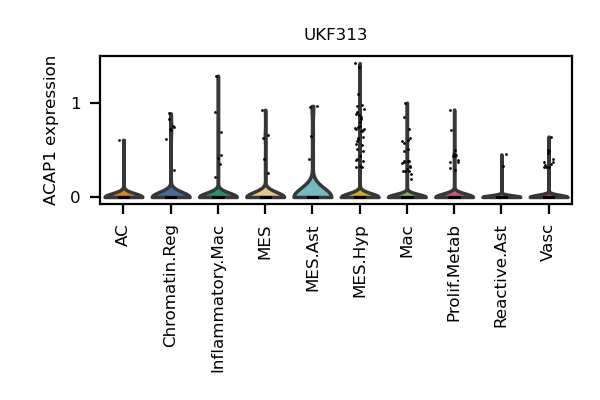 UKF313
ACAP1 expression
1
0
AC
Chromatin.Reg
Inflammatory.Mac
MES
MES.Ast
MES.Hyp
Mac
Prolif.Metab
Reactive.Ast
Vasc